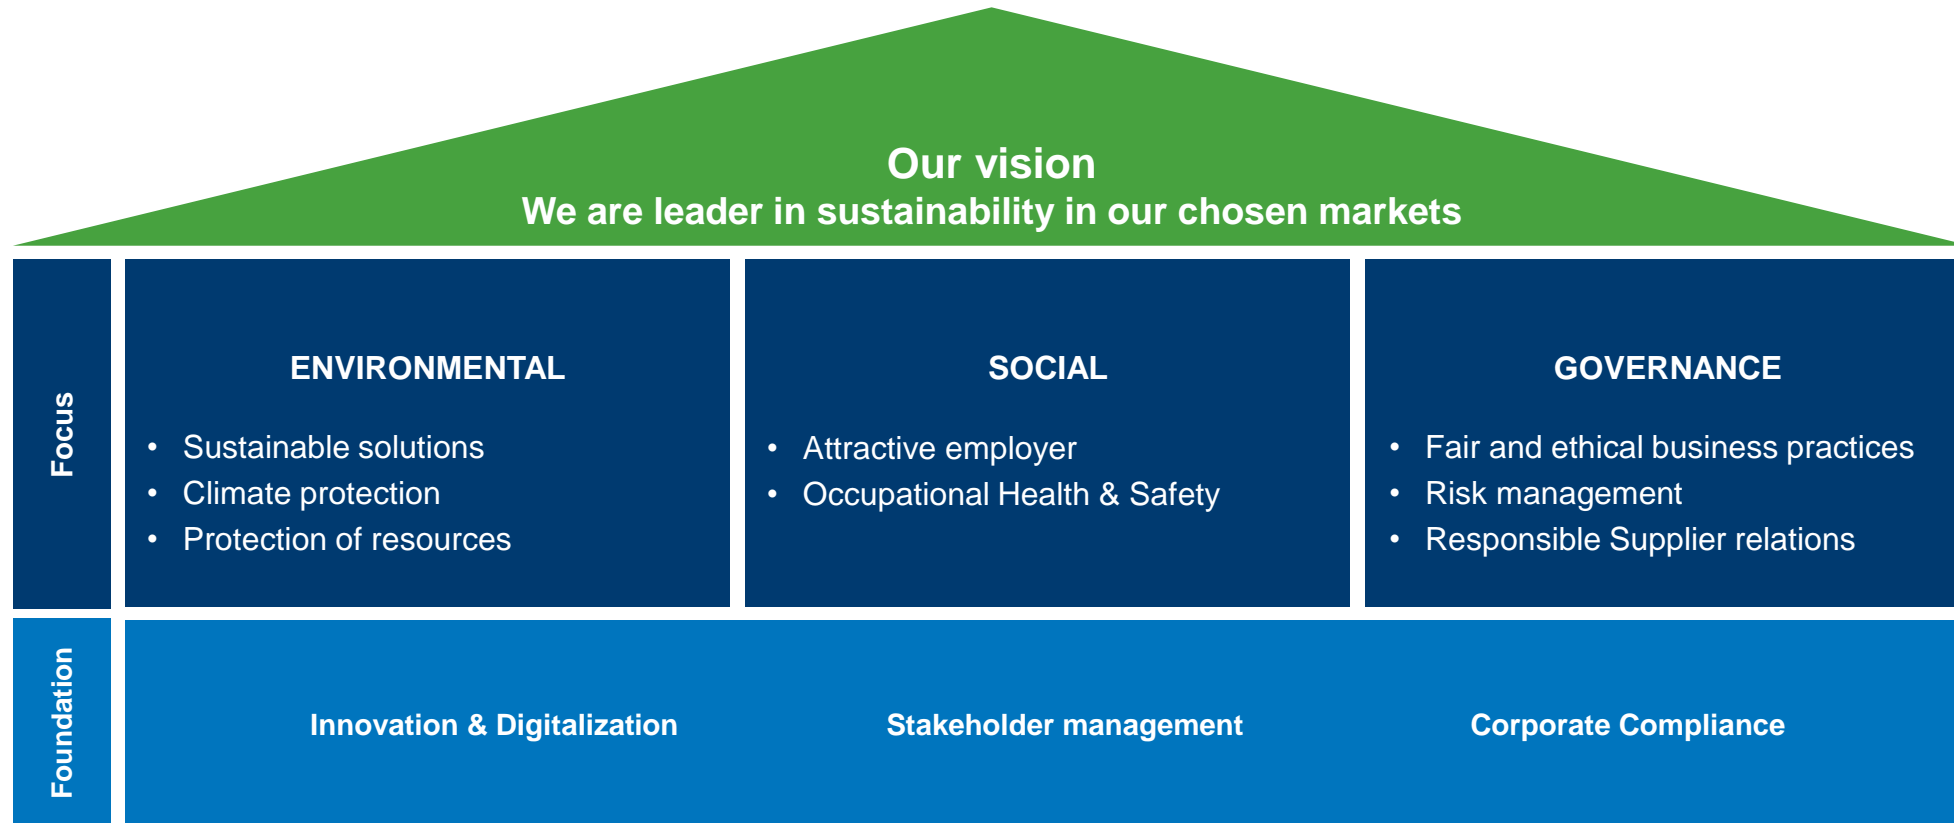 Our vision
We are leader in sustainability in our chosen markets
Focus
ENVIRONMENTAL
• Sustainable solutions
• Climate protection
• Protection of resources
SOCIAL
• Attractive employer
• Occupational Health & Safety
GOVERNANCE
• Fair and ethical business practices
• Risk management
• Responsible Supplier relations
Foundation
Innovation & Digitalization
Stakeholder management
Corporate Compliance